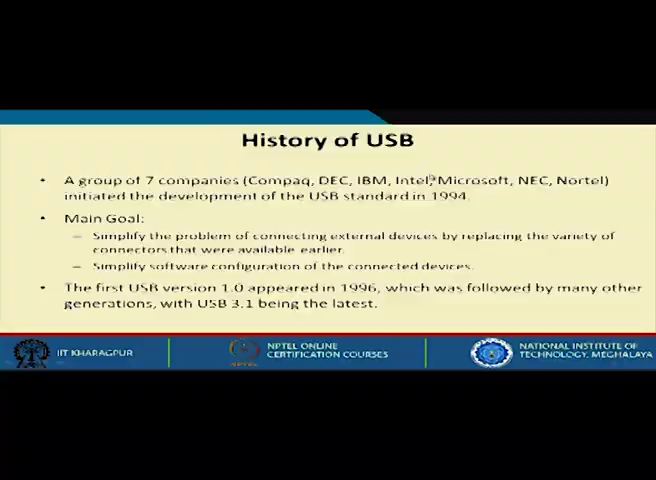 History of USB
• A group of 7 companies (Compaq, DEC, IBM, Intel, Microsoft, NEC, Nortel)
initiated the development of the USB standard in 1994.
• Main Goal:
– Simplify the problem of connecting external devices by replacing the variety of
connectors that were available earlier.
– Simplify software configuration of the connected devices.
• The first USB version 1.0 appeared in 1996, which was followed by many other
generations, with USB 3.1 being the latest.
IIT KHARAGPUR
NPTEL
NPTEL ONLINE
CERTIFICATION COURSES
NATIONAL INSTITUTE OF
TECHNOLOGY, MEGHALAYA